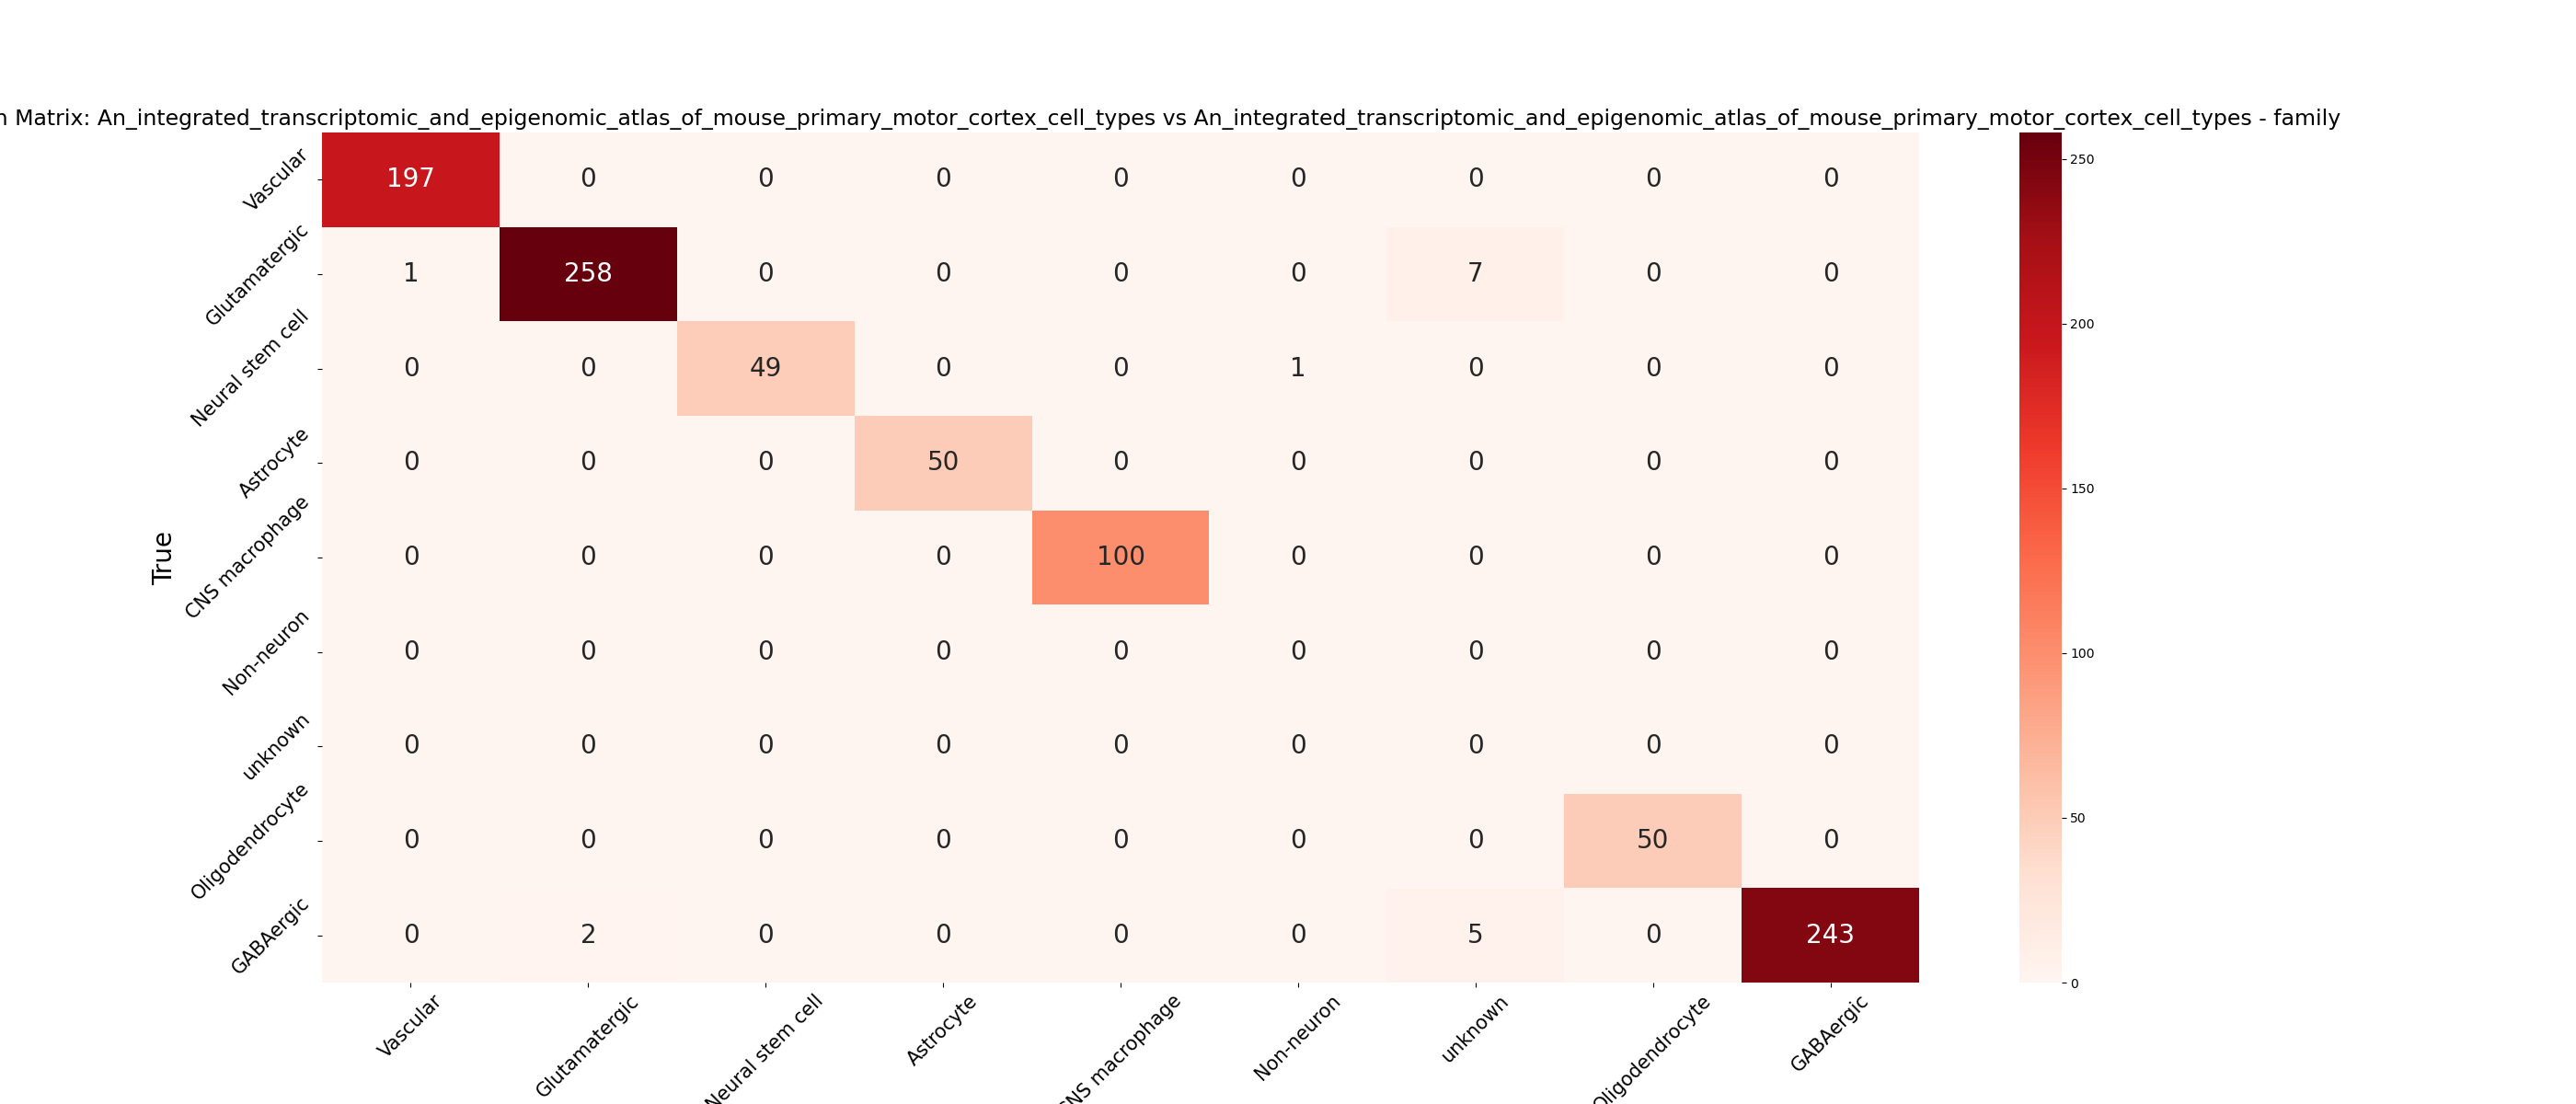 n Matrix: An_integrated_transcriptomic_and_epigenomic_atlas_of_mouse_primary_motor_cortex_cell_types vs An_integrated_transcriptomic_and_epigenomic_atlas_of_mouse_primary_motor_cortex_cell_types - family
Vascular 197 0 0 0 0 0 0 0 0
Glutamatergic 1 258 0 0 0 0 7 0 0
Neural stem cell 0 0 49 0 0 1 0 0 0
Astrocyte 0 0 0 50 0 0 0 0 0
CNS macrophage 0 0 0 0 100 0 0 0 0
Non-neuron 0 0 0 0 0 0 0 0 0
unknown 0 0 0 0 0 0 0 0 0
Oligodendrocyte 0 0 0 0 0 0 0 50 0
GABAergic 0 2 0 0 0 0 5 0 243
True
Vascular Glutamatergic Neural stem cell Astrocyte CNS macrophage Non-neuron unknown Oligodendrocyte GABAergic
250
200
150
100
50
0